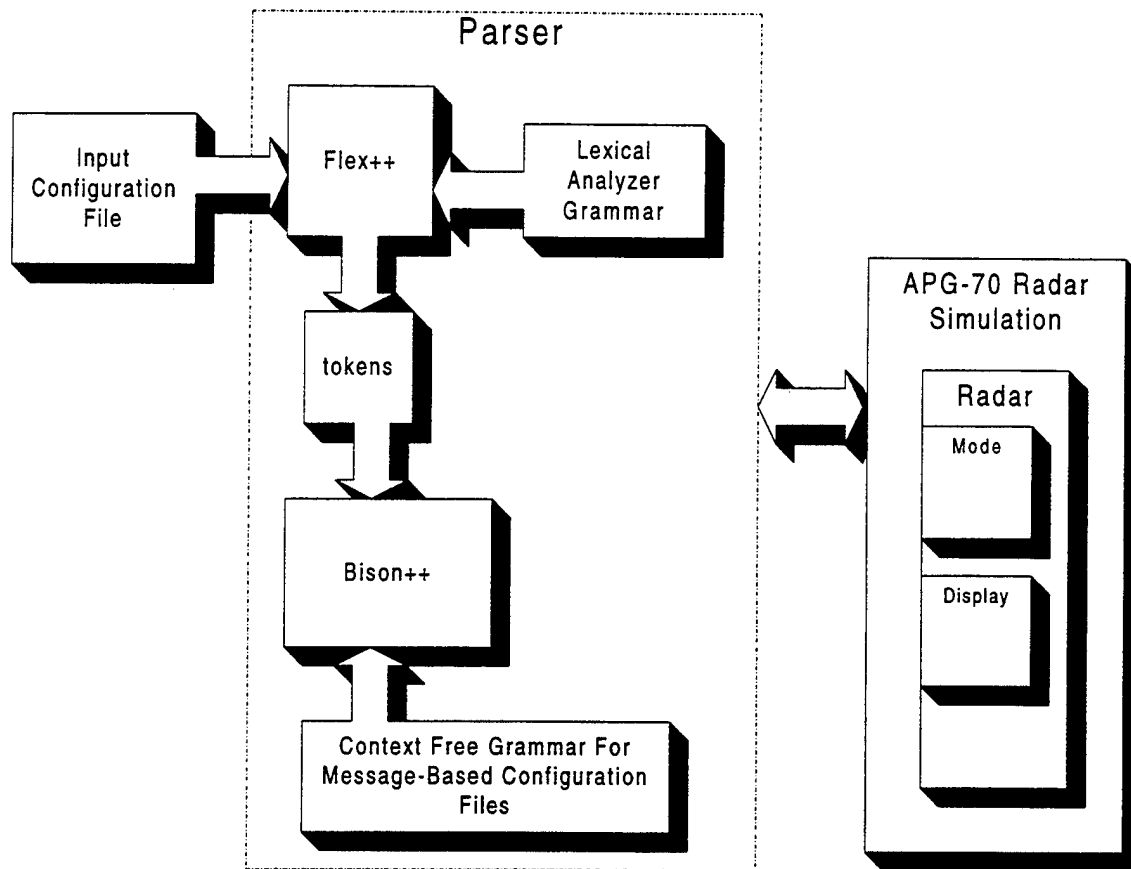 Parser
Input
Configuration
File
Flex++
Lexical
Analyzer
Grammar
tokens
Bison++
Context Free Grammar For
Message-Based Configuration
Files
APG-70 Radar
Simulation
Radar
Mode
Display